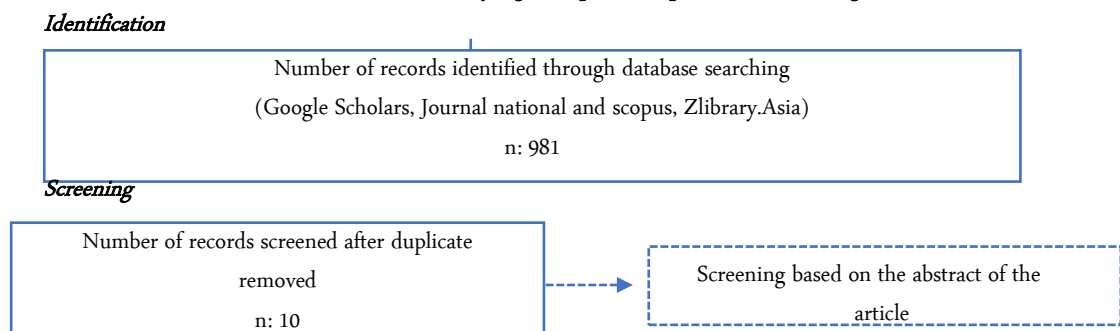 Identification
Number of records identified through database searching
(Google Scholars, Journal national and scopus, Zlibrary.Asia)
n: 981
Screening
Number of records screened after duplicate
removed
n: 10
Screening based on the abstract of the
article